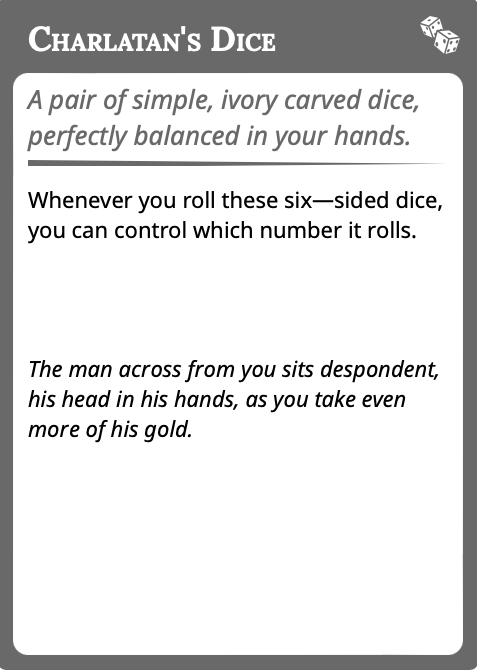 Charlatan's Dice
A pair of simple, ivory carved dice,
perfectly balanced in your hands.
Whenever you roll these six—sided dice,
you can control which number it rolls.
The man across from you sits despondent,
his head in his hands, as you take even
more of his gold.